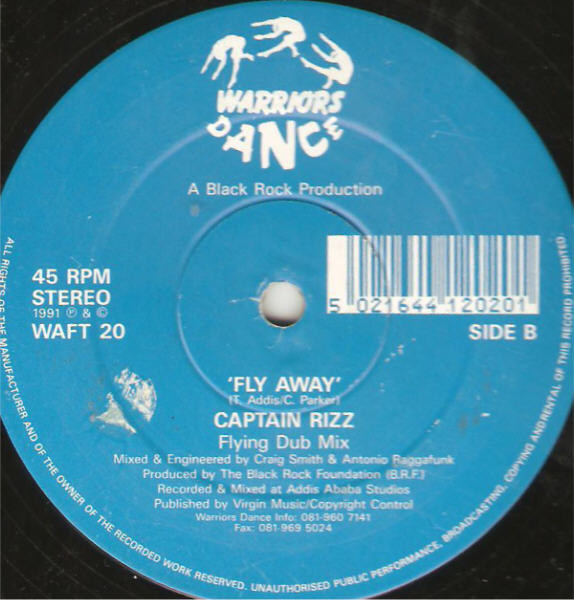 WARRIORS
DANCE
A Black Rock Production
45 RPM
STEREO
1991 ℗ & ©
WAFT 20
5 021644 120201
SIDE B
'FLY AWAY'
(T. Addis/C. Parker)
CAPTAIN RIZZ
Flying Dub Mix
Mixed & Engineered by Craig Smith & Antonio Raggafunk
Produced by The Black Rock Foundation (B.R.F.)
Recorded & Mixed at Addis Ababa Studios
Published by Virgin Music/Copyright Control
Warriors Dance Info: 081-960 7141
Fax: 081-969 5024
ALL RIGHTS OF THE MANUFACTURER AND OF THE OWNER OF THE RECORDED WORK RESERVED. UNAUTHORISED PUBLIC PERFORMANCE, BROADCASTING, COPYING AND RENTAL OF THIS RECORD PROHIBITED.